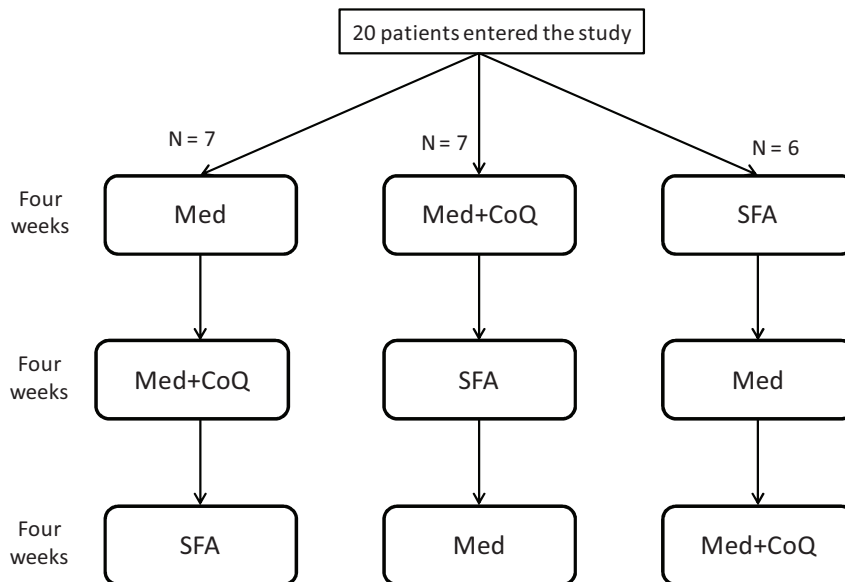 20 patients entered the study
N = 7
N = 7
N = 6
Four
weeks
Med
Med+CoQ
SFA
Four
weeks
Med+CoQ
SFA
Med
Four
weeks
SFA
Med
Med+CoQ